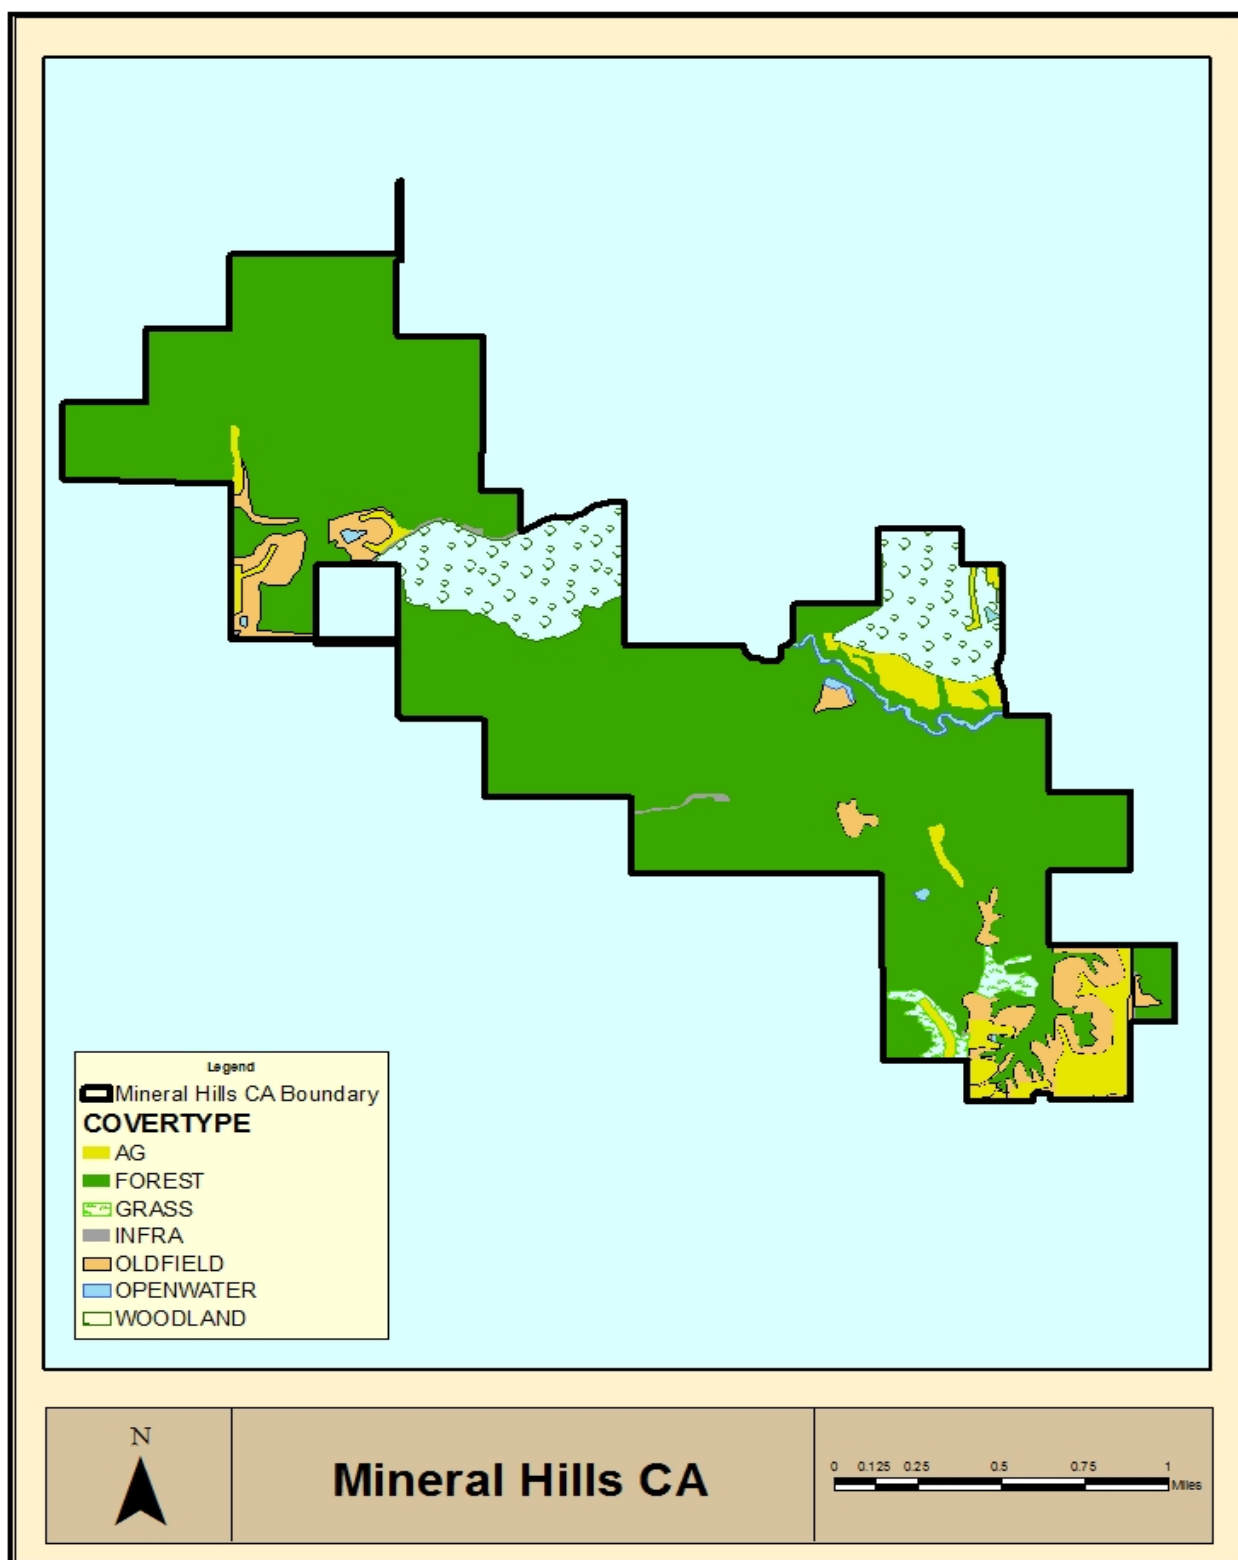 Legend
Mineral Hills CA Boundary
COVERTYPE
AG
FOREST
GRASS
INFRA
OLDFIELD
OPENWATER
WOODLAND
N
Mineral Hills CA
0 0.125 0.25 0.5 0.75 1
Miles